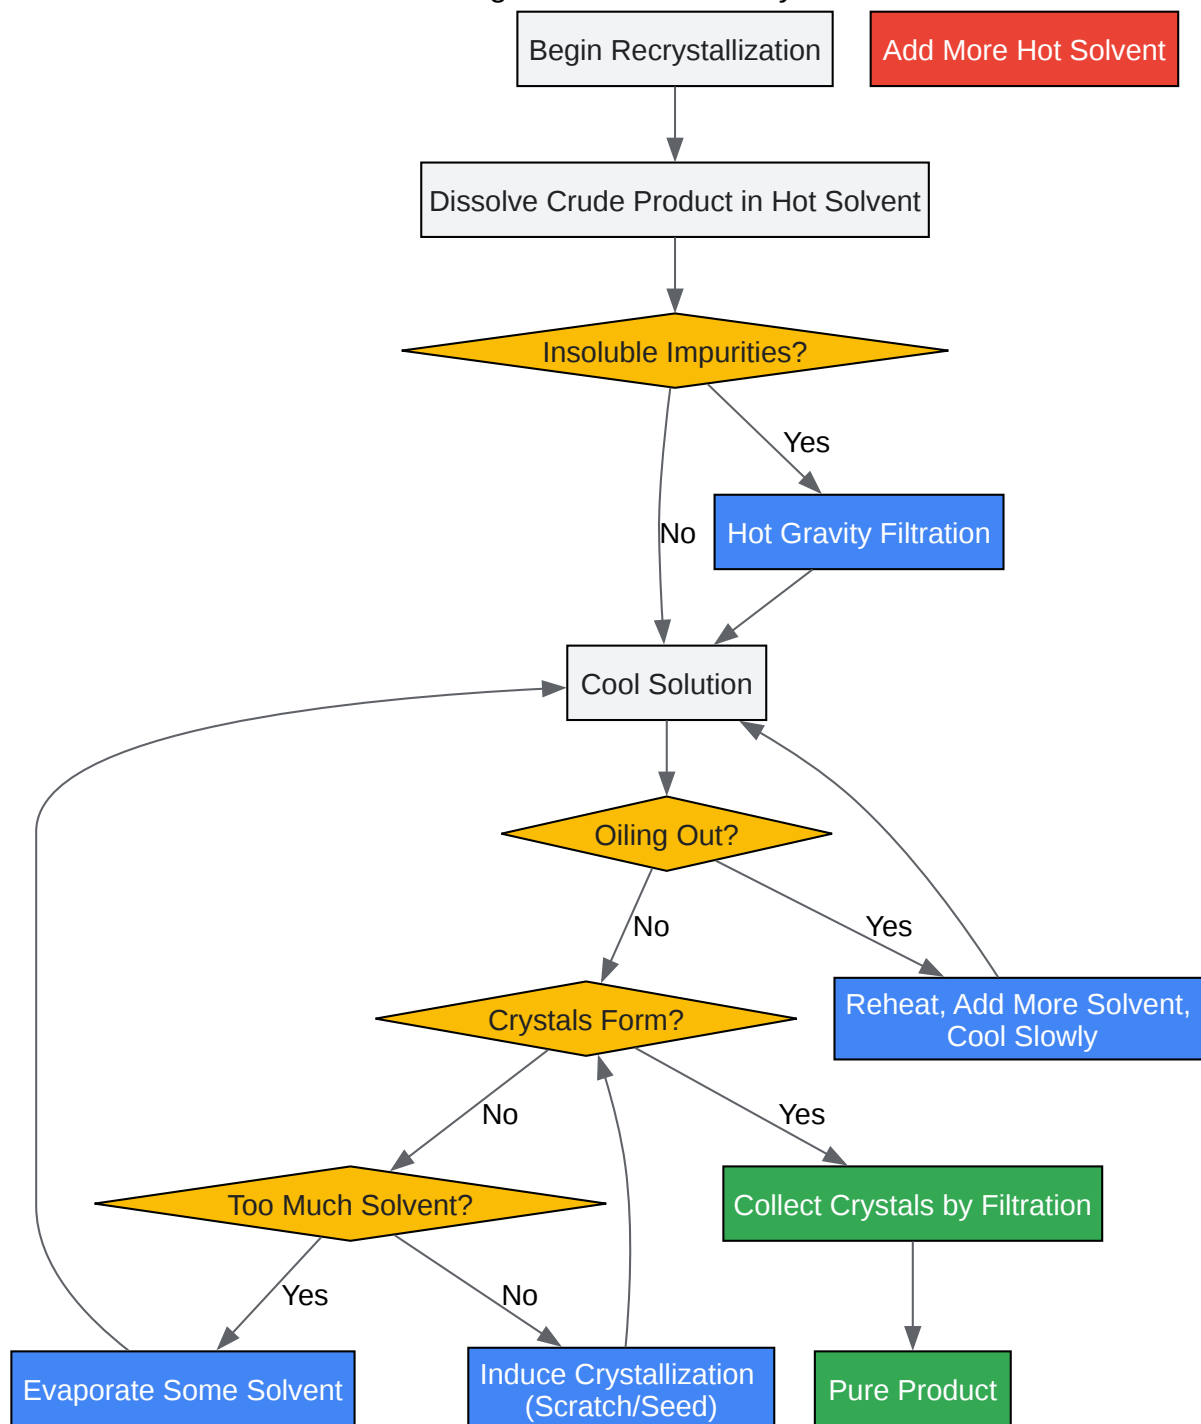 Begin Recrystallization
Add More Hot Solvent
Dissolve Crude Product in Hot Solvent
Insoluble Impurities?
Yes
No
Hot Gravity Filtration
Cool Solution
Oiling Out?
No
Yes
Reheat, Add More Solvent,
Cool Slowly
Crystals Form?
No
Yes
Too Much Solvent?
Collect Crystals by Filtration
Yes
No
Evaporate Some Solvent
Induce Crystallization
(Scratch/Seed)
Pure Product